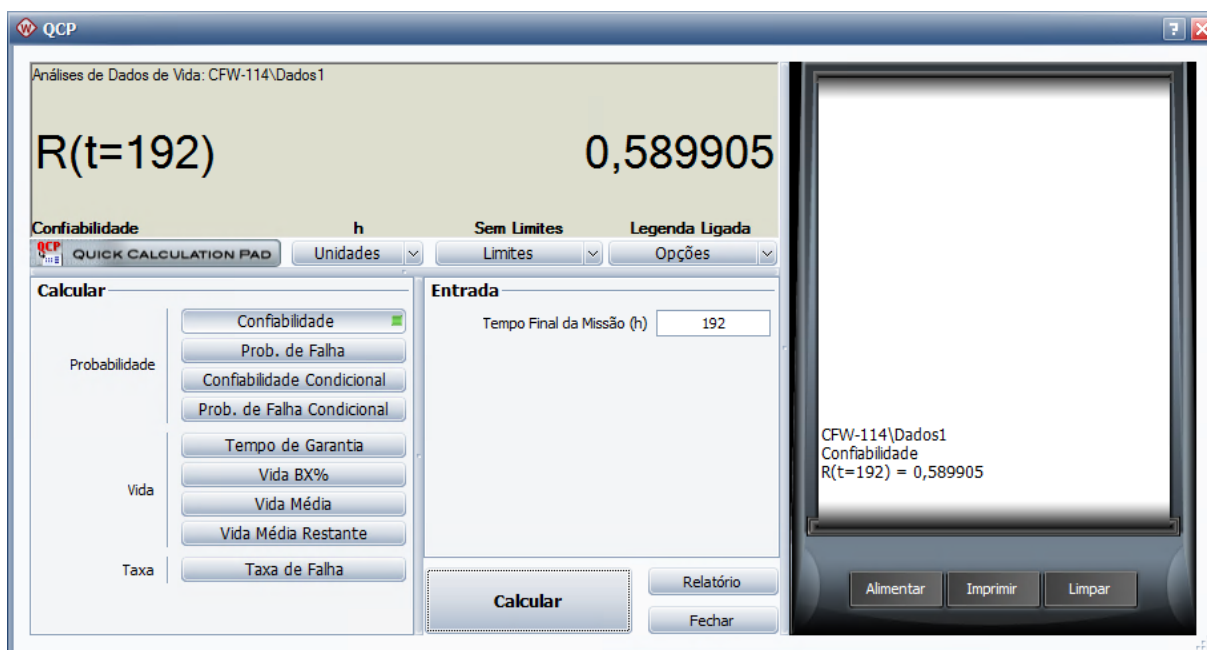 QCP
Análises de Dados de Vida: CFW-114\Dados1
R(t=192) 0,589905
Confiabilidade h Sem Limites Legenda Ligada
QCP QUICK CALCULATION PAD Unidades Limites Opções
Calcular
Probabilidade
Confiabilidade
Prob. de Falha
Confiabilidade Condicional
Prob. de Falha Condicional
Vida
Tempo de Garantia
Vida BX%
Vida Média
Vida Média Restante
Taxa
Taxa de Falha
Entrada
Tempo Final da Missão (h) 192
Calcular
Relatório
Fechar
CFW-114\Dados1
Confiabilidade
R(t=192) = 0,589905
Alimentar Imprimir Limpar